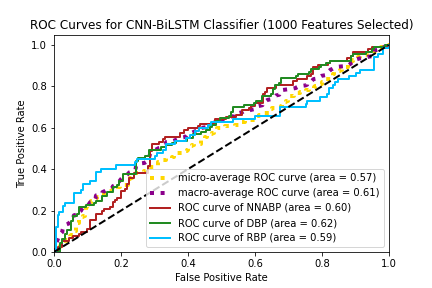 ROC Curves for CNN-BiLSTM Classifier (1000 Features Selected)
1.0
0.8
0.6
0.4
0.2
0.0
True Positive Rate
micro-average ROC curve (area = 0.57)
macro-average ROC curve (area = 0.61)
ROC curve of NNABP (area = 0.60)
ROC curve of DBP (area = 0.62)
ROC curve of RBP (area = 0.59)
0.0 0.2 0.4 0.6 0.8 1.0
False Positive Rate